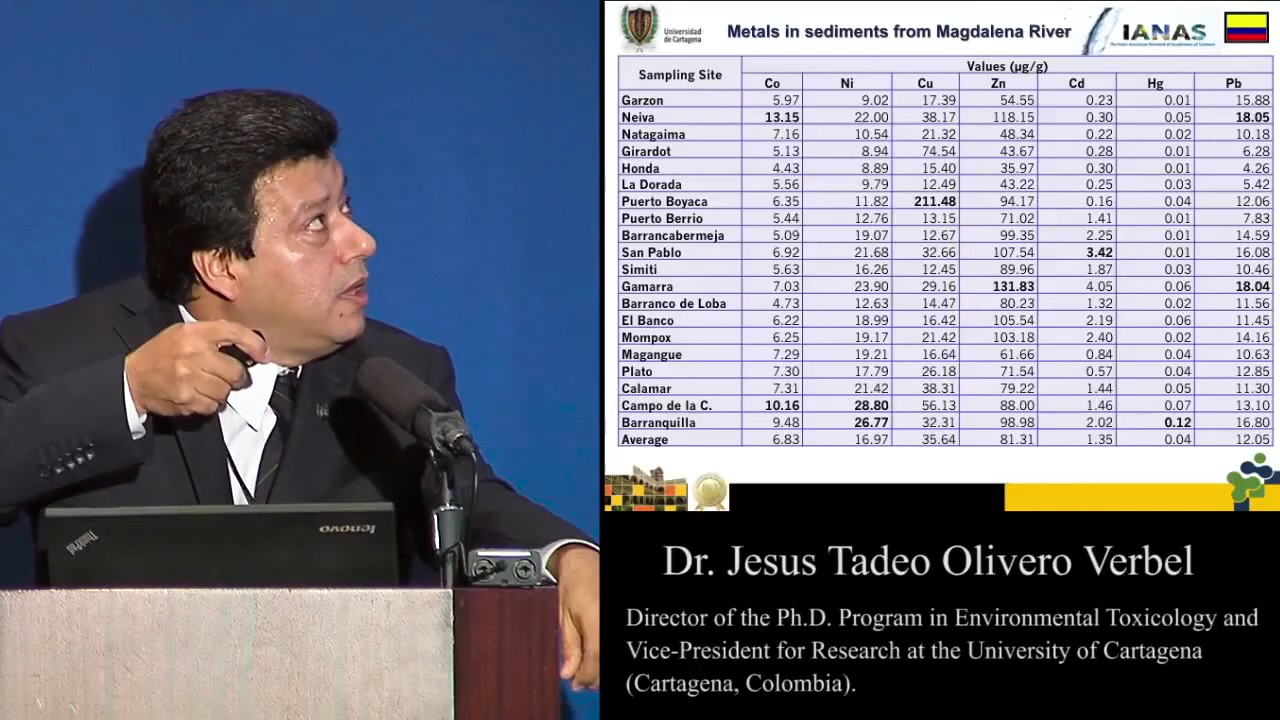 Universidad
de Cartagena
Metals in sediments from Magdalena River
IANAS
Sampling Site Values (µg/g)
Co Ni Cu Zn Cd Hg Pb
Garzon 5.97 9.02 17.39 54.55 0.23 0.01 15.88
Neiva 13.15 22.00 38.17 118.15 0.30 0.05 18.05
Natagaima 7.16 10.54 21.32 48.34 0.22 0.02 10.18
Girardot 5.13 8.94 74.54 43.67 0.28 0.01 6.28
Honda 4.43 8.89 15.40 35.97 0.30 0.01 4.26
La Dorada 5.56 9.79 12.49 43.22 0.25 0.03 5.42
Puerto Boyaca 6.35 11.82 211.48 94.17 0.16 0.04 12.06
Puerto Berrio 5.44 12.76 13.15 71.02 1.41 0.01 7.83
Barrancabermeja 5.09 19.07 12.67 99.35 2.25 0.01 14.59
San Pablo 6.92 21.68 32.66 107.54 3.42 0.01 16.08
Simiti 5.63 16.26 12.45 89.96 1.87 0.03 10.46
Gamarra 7.03 23.90 29.16 131.83 4.05 0.06 18.04
Barranco de Loba 4.73 12.63 14.47 80.23 1.32 0.02 11.56
El Banco 6.22 18.99 16.42 105.54 2.19 0.06 11.45
Mompox 6.25 19.17 21.42 103.18 2.40 0.02 14.16
Magangue 7.29 19.21 16.64 61.66 0.84 0.04 10.63
Plato 7.30 17.79 26.18 71.54 0.57 0.04 12.85
Calamar 7.31 21.42 38.31 79.22 1.44 0.05 11.30
Campo de la C. 10.16 28.80 56.13 88.00 1.46 0.07 13.10
Barranquilla 9.48 26.77 32.31 98.98 2.02 0.12 16.80
Average 6.83 16.97 35.64 81.31 1.35 0.04 12.05
ThinkPad
lenovo
Dr. Jesus Tadeo Olivero Verbel
Director of the Ph.D. Program in Environmental Toxicology and
Vice-President for Research at the University of Cartagena
(Cartagena, Colombia).